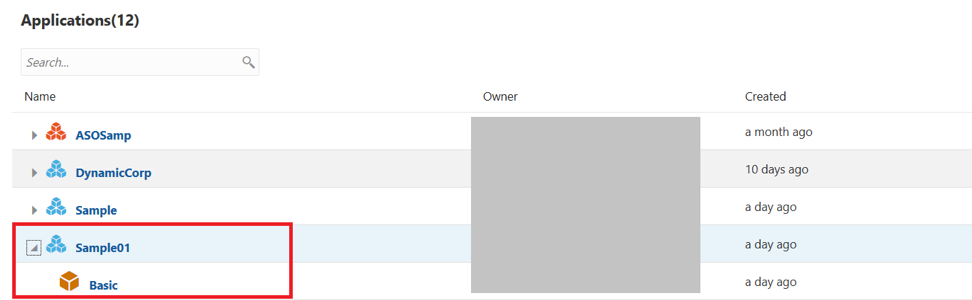 Applications(12)
Search...
Name Owner Created
ASOSamp a month ago
DynamicCorp 10 days ago
Sample a day ago
Sample01 a day ago
Basic a day ago